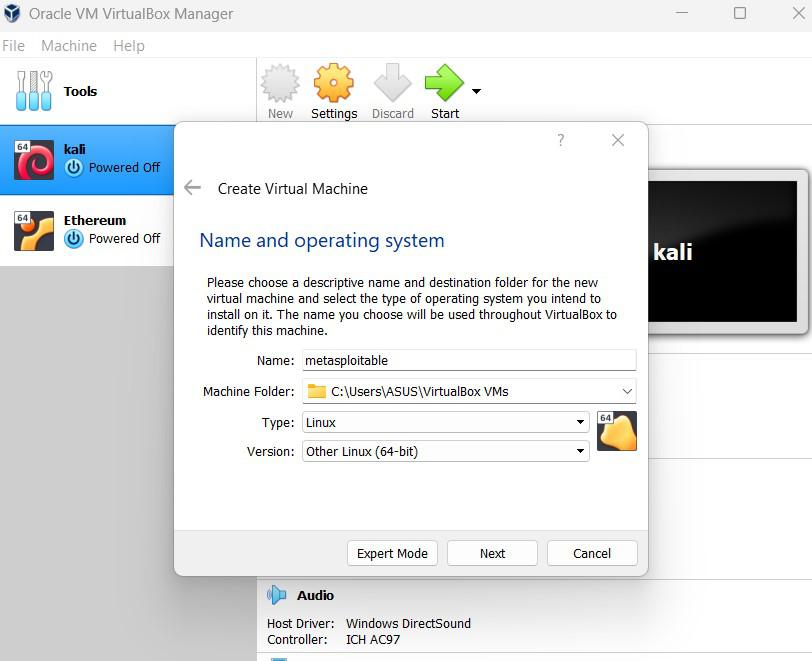 Oracle VM VirtualBox Manager
File Machine Help
Tools
New
Settings
Discard
Start
64
kali
Powered Off
64
Ethereum
Powered Off
?
Create Virtual Machine
Name and operating system
Please choose a descriptive name and destination folder for the new
virtual machine and select the type of operating system you intend to
install on it. The name you choose will be used throughout VirtualBox to
identify this machine.
Name: metasploitable
Machine Folder: C:\Users\ASUS\VirtualBox VMs
Type: Linux
64
Version: Other Linux (64-bit)
Expert Mode
Next
Cancel
kali
Audio
Host Driver: Windows DirectSound
Controller: ICH AC97